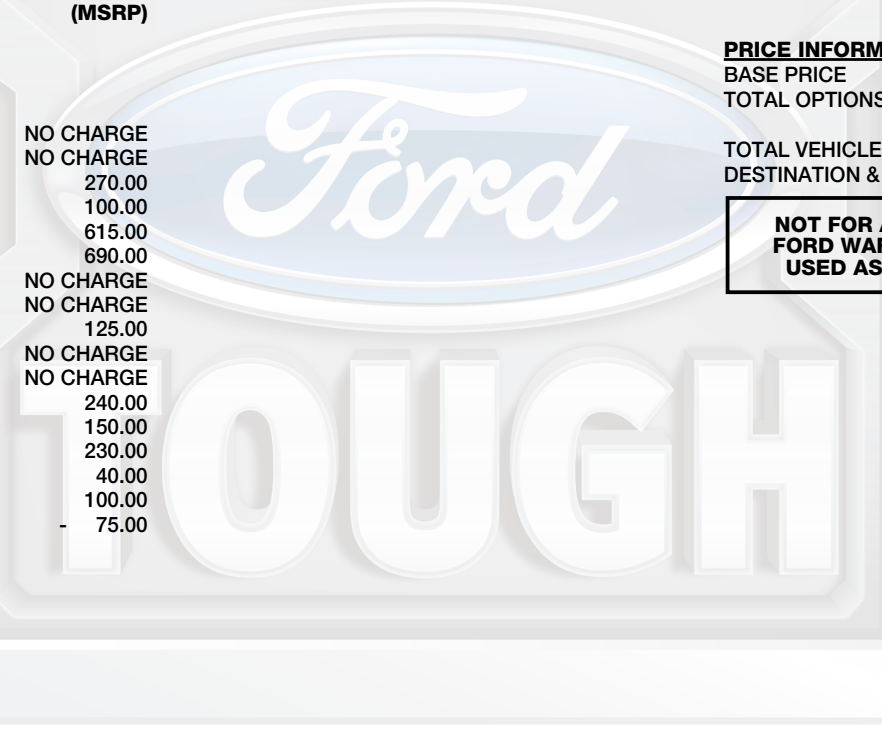 (MSRP)
NO CHARGE
NO CHARGE
270.00
100.00
615.00
690.00
NO CHARGE
NO CHARGE
125.00
NO CHARGE
NO CHARGE
240.00
150.00
230.00
40.00
100.00
- 75.00
PRICE INFORM
BASE PRICE
TOTAL OPTIONS
TOTAL VEHICLE
DESTINATION &
NOT FOR A
FORD WAR
USED AS
Ford
TOUGH